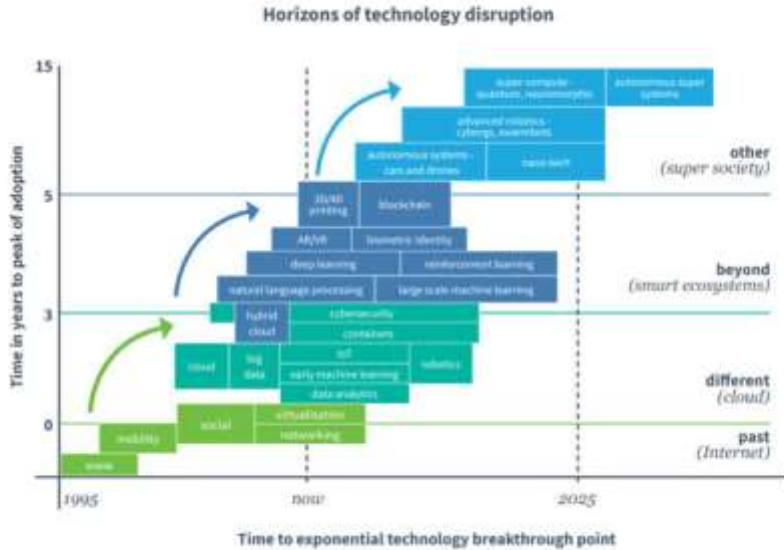 Horizons of technology disruption
15
super compute -
quantum, neuromorphic
autonomous super
systems
advanced robotics -
cyborgs, swarmbots
autonomous systems -
cars and drones
nano tech
other
(super society)
5
3D/4D
printing
blockchain
AR/VR
biometric identity
deep learning
reinforcement learning
beyond
(smart ecosystems)
natural language processing
large scale machine learning
3
hybrid
cloud
cybersecurity
containers
cloud
log
data
IoT
early machine learning
robotics
data analytics
different
(cloud)
0
social
virtualisation
networking
mobility
past
(Internet)
www
1995
now
2025
Time in years to peak of adoption
Time to exponential technology breakthrough point